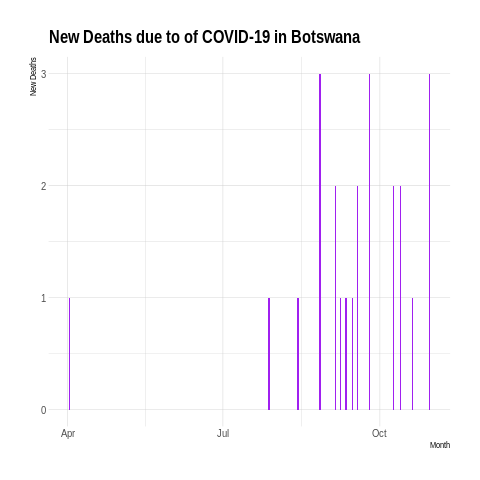 New Deaths due to of COVID-19 in Botswana
New Deaths
3
2
1
0
Apr Jul Oct
Month